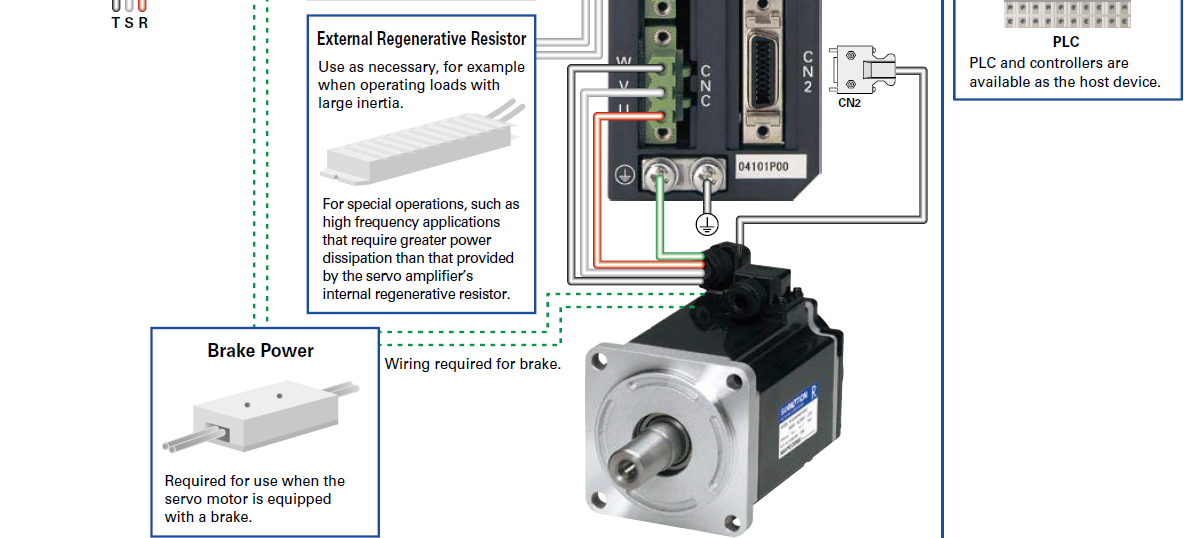 T S R
External Regenerative Resistor
Use as necessary, for example
when operating loads with
large inertia.
For special operations, such as
high frequency applications
that require greater power
dissipation than that provided
by the servo amplifier's
internal regenerative resistor.
W
V
U
CNC
CN2
04101P00
CN2
PLC
PLC and controllers are
available as the host device.
Brake Power
Required for use when the
servo motor is equipped
with a brake.
Wiring required for brake.
SANMOTION R